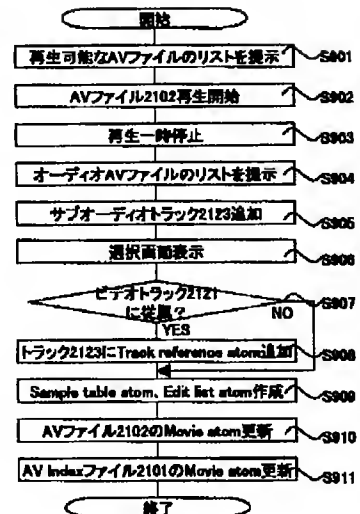 開始
再生可能なAVファイルのリストを提示 S901
AVファイル2102再生開始 S902
再生一時停止 S903
オーディオAVファイルのリストを提示 S904
サブオーディオトラック2123追加 S905
選択画面表示 S906
ビデオトラック2121 S907
に従属?
NO
YES
トラック2123にTrack reference atom追加 S908
Sample table atom、Edit list atom作成 S909
AVファイル2102のMovie atom更新 S910
AV Indexファイル2101のMovie atom更新 S911
終了